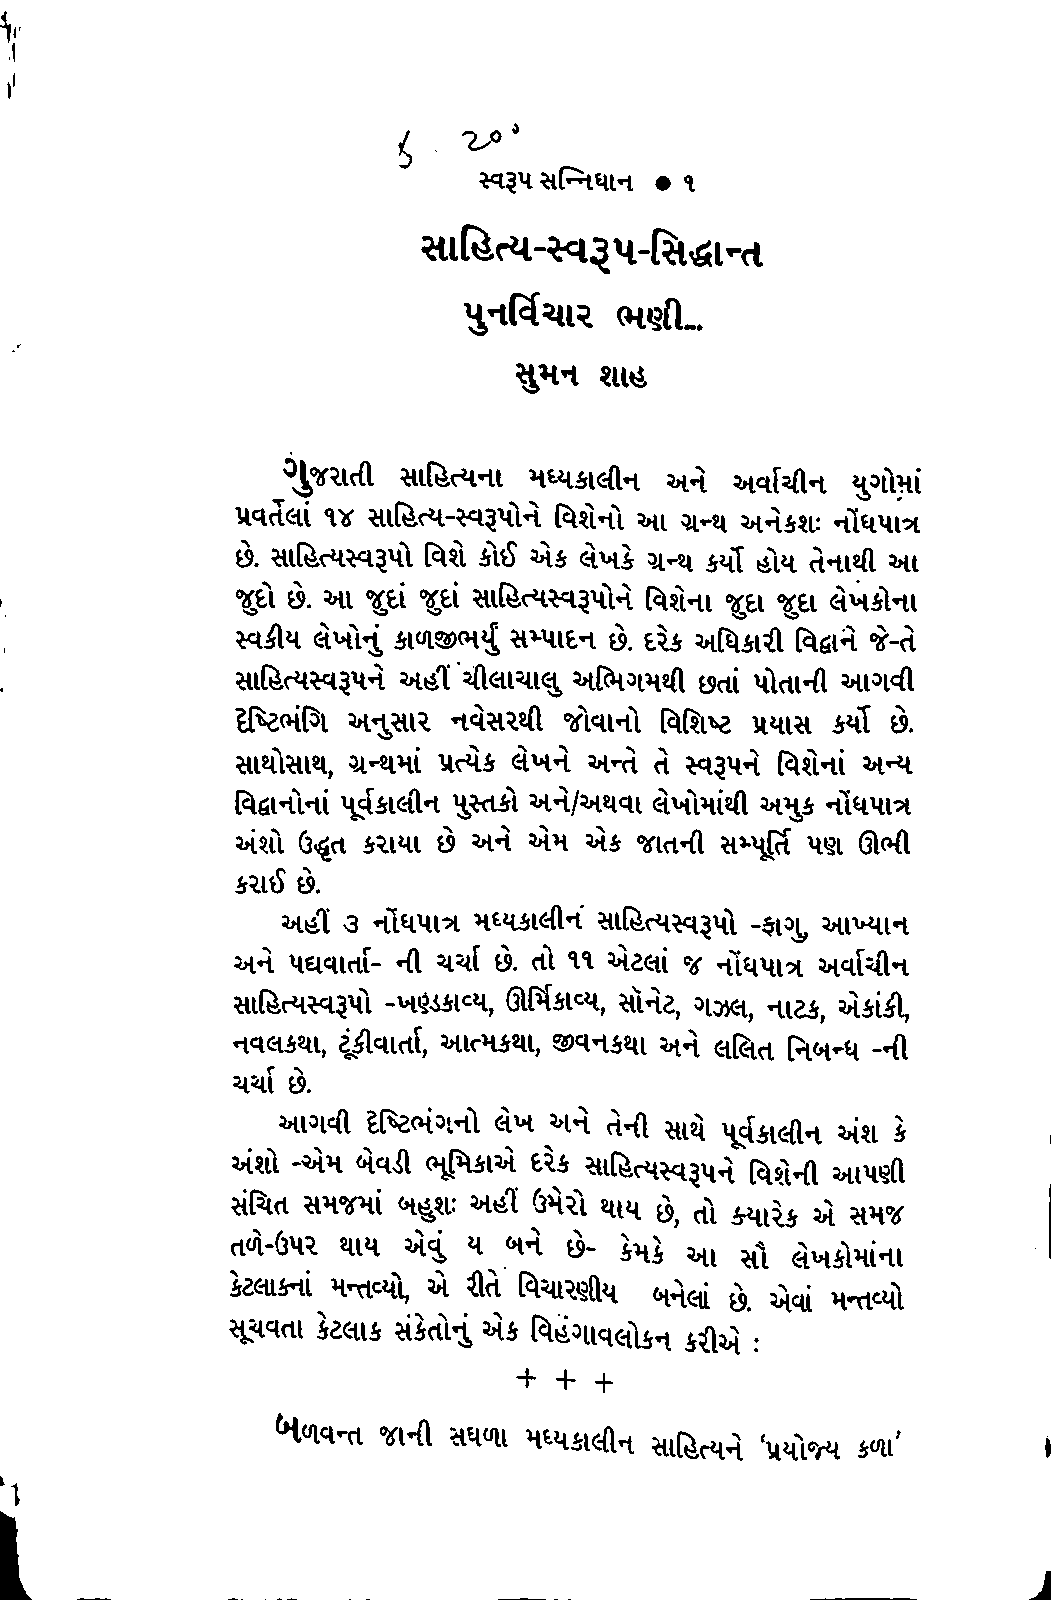 સ્વરૂપ સન્નિધાન ● ૧
સાહિત્ય-સ્વરૂપ-સિદ્ધાન્ત
પુનર્વિચાર ભણી...
સુમન શાહ
ગુજરાતી સાહિત્યના મધ્યકાલીન અને અર્વાચીન યુગોમાં
પ્રવર્તેલાં ૧૪ સાહિત્ય-સ્વરૂપોને વિશેનો આ ગ્રન્થ અનેકશઃ નોંધપાત્ર
છે. સાહિત્યસ્વરૂપો વિશે કોઈ એક લેખકે ગ્રન્થ કર્યો હોય તેનાથી આ
જુદો છે. આ જુદાં જુદાં સાહિત્યસ્વરૂપોને વિશેના જુદા જુદા લેખકોના
સ્વકીય લેખોનું કાળજીભર્યું સમ્પાદન છે. દરેક અધિકારી વિદ્વાને જે-તે
સાહિત્યસ્વરૂપને અહીં ચીલાચાલુ અભિગમથી છતાં પોતાની આગવી
દૃષ્ટિભંગિ અનુસાર નવેસરથી જોવાનો વિશિષ્ટ પ્રયાસ કર્યો છે.
સાથોસાથ, ગ્રન્થમાં પ્રત્યેક લેખને અન્તે તે સ્વરૂપને વિશેનાં અન્ય
વિદ્વાનોનાં પૂર્વકાલીન પુસ્તકો અને/અથવા લેખોમાંથી અમુક નોંધપાત્ર
અંશો ઉદ્ધૃત કરાયા છે અને એમ એક જાતની સમ્પૂર્તિ પણ ઊભી
કરાઈ છે.
અહીં ૩ નોંધપાત્ર મધ્યકાલીન સાહિત્યસ્વરૂપો -ફાગુ, આખ્યાન
અને પદ્યવાર્તા- ની ચર્ચા છે. તો ૧૧ એટલાં જ નોંધપાત્ર અર્વાચીન
સાહિત્યસ્વરૂપો -ખણ્ડકાવ્ય, ઊર્મિકાવ્ય, સૉનેટ, ગઝલ, નાટક, એકાંકી,
નવલકથા, ટૂંકીવાર્તા, આત્મકથા, જીવનકથા અને લલિત નિબન્ધ -ની
ચર્ચા છે.
આગવી દૃષ્ટિભંગનો લેખ અને તેની સાથે પૂર્વકાલીન અંશ કે
અંશો -એમ બેવડી ભૂમિકાએ દરેક સાહિત્યસ્વરૂપને વિશેની આપણી
સંચિત સમજમાં બહુશઃ અહીં ઉમેરો થાય છે, તો ક્યારેક એ સમજ
તળે-ઉપર થાય એવું ય બને છે- કેમકે આ સૌ લેખકોમાંના
કેટલાકનાં મન્તવ્યો, એ રીતે વિચારણીય બનેલાં છે. એવાં મન્તવ્યો
સૂચવતા કેટલાક સંકેતોનું એક વિહંગાવલોકન કરીએ :
+ + +
બળવન્ત જાની સઘળા મધ્યકાલીન સાહિત્યને ‘પ્રયોજ્ય કળા’